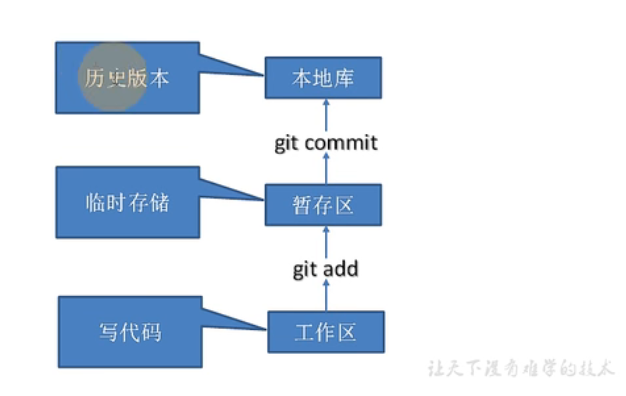 历史版本
本地库
git commit
临时存储
暂存区
git add
写代码
工作区
让天下没有难学的技术